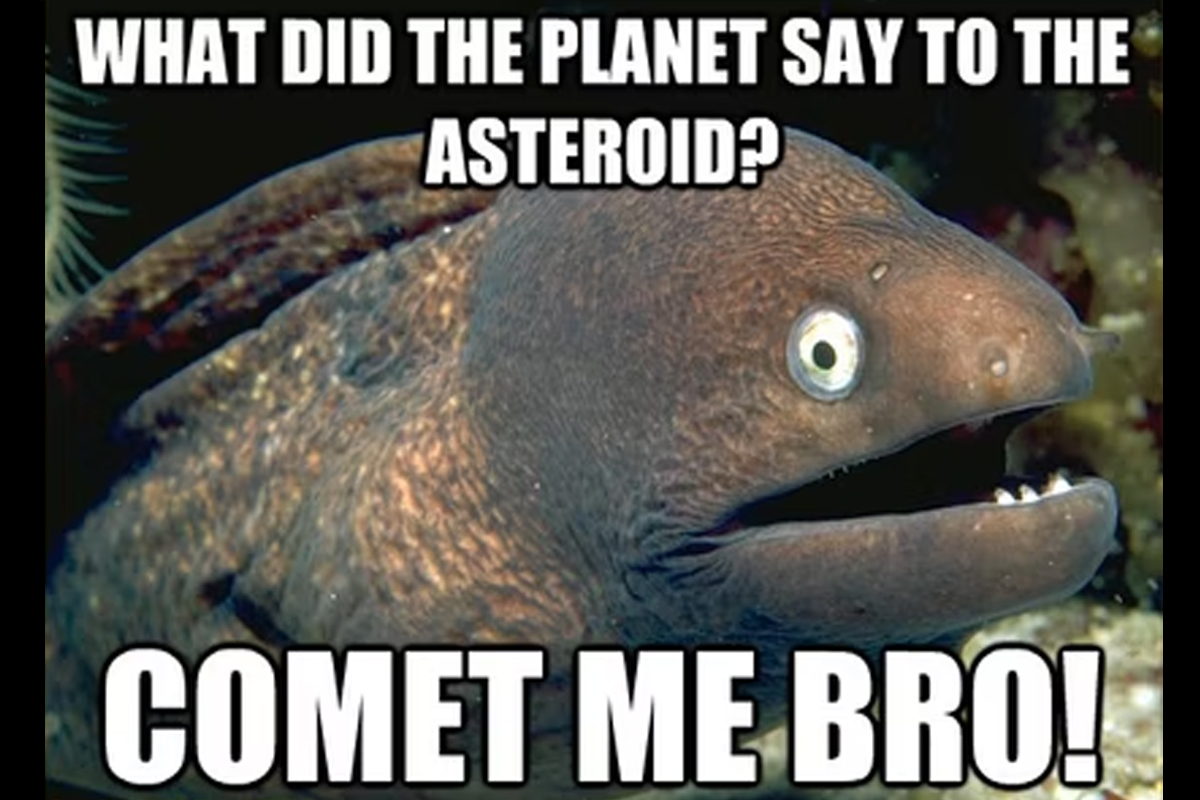 WHAT DID THE PLANET SAY TO THE
ASTEROID?
COMET ME BRO!